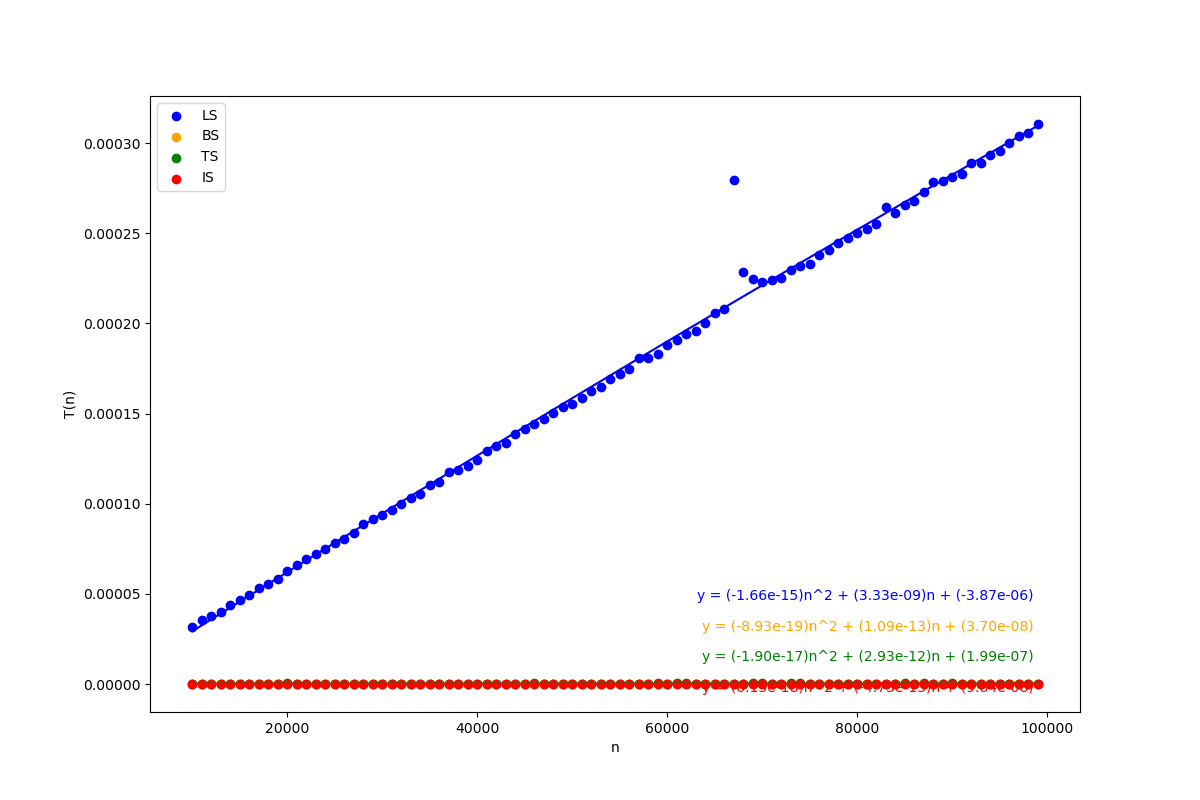 LS
BS
TS
IS
0.00030
0.00025
0.00020
0.00015
0.00010
0.00005
0.00000
T(n)
y = (-1.66e-15)n^2 + (3.33e-09)n + (-3.87e-06)
y = (-8.93e-19)n^2 + (1.09e-13)n + (3.70e-08)
y = (-1.90e-17)n^2 + (2.93e-12)n + (1.99e-07)
20000
40000
60000
80000
100000
n